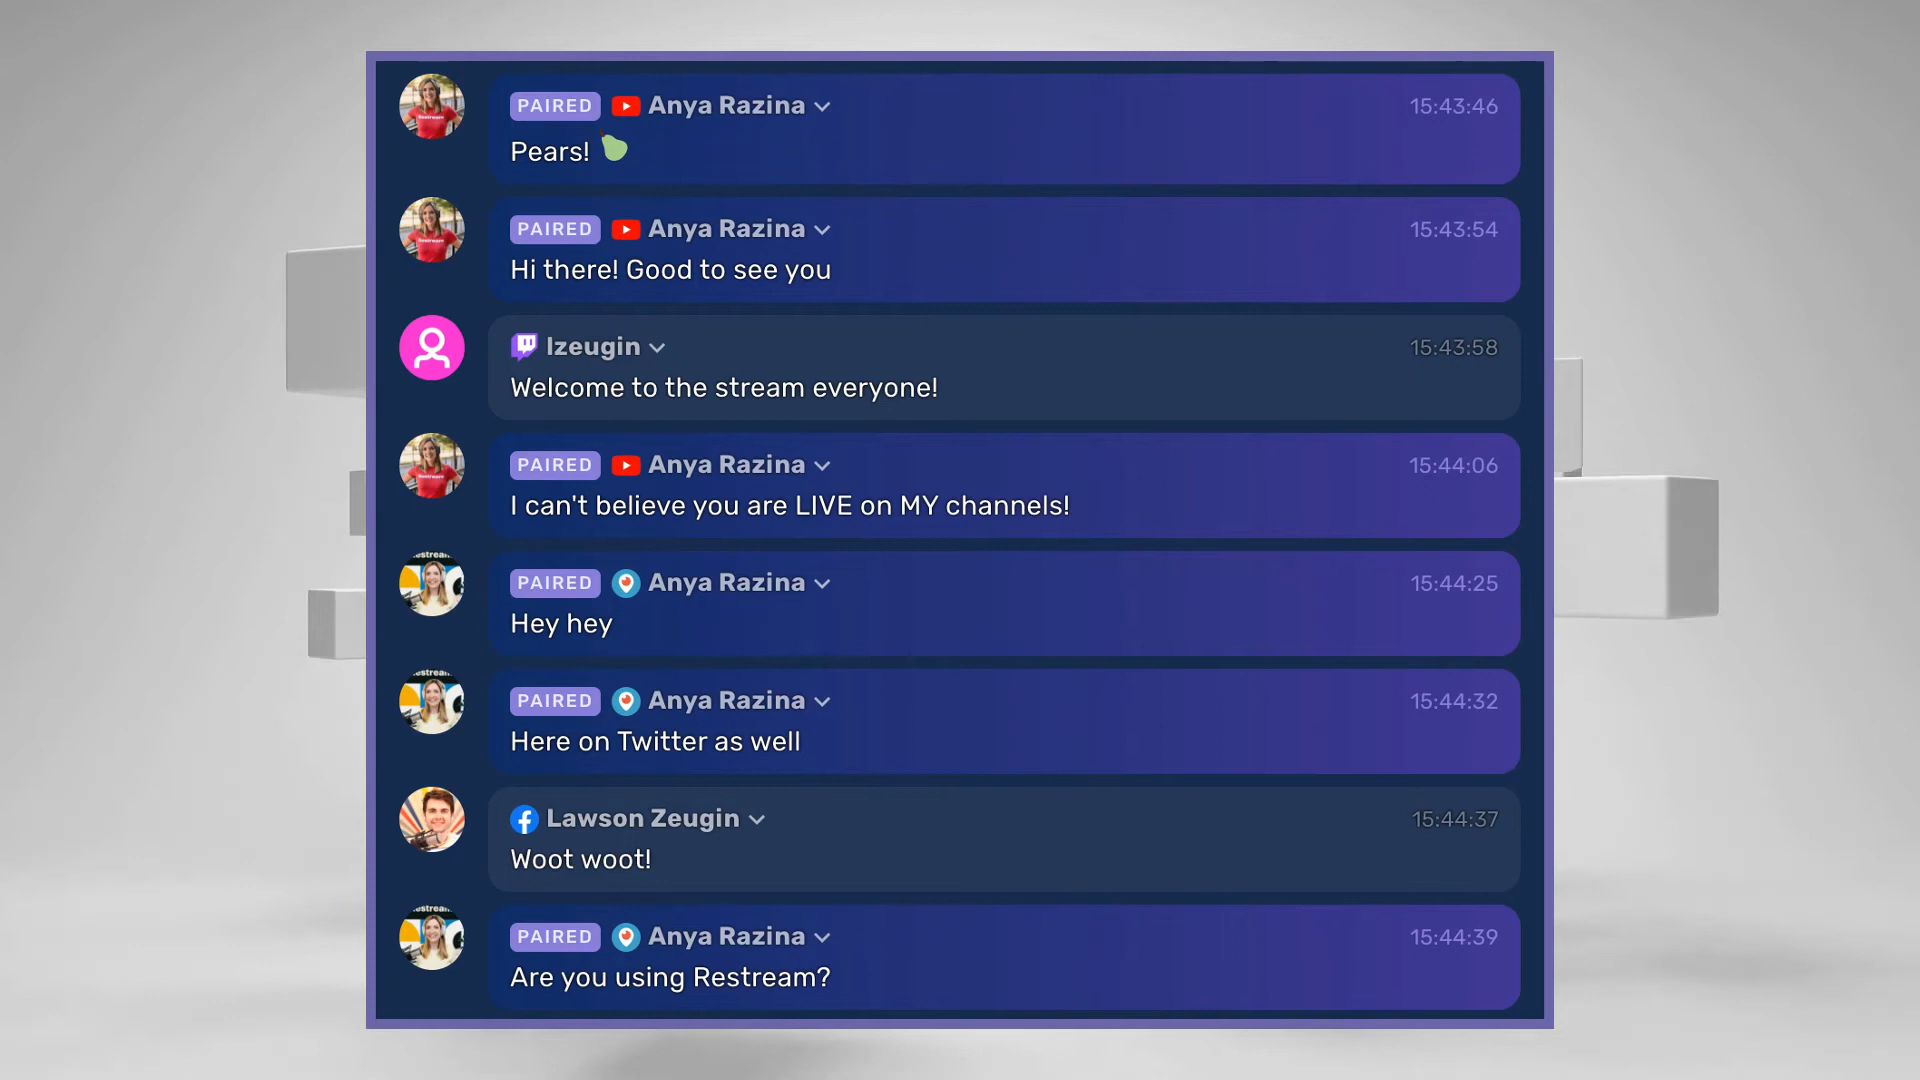 PAIRED Anya Razina 15:43:46
Pears!
PAIRED Anya Razina 15:43:54
Hi there! Good to see you
lzeugin 15:43:58
Welcome to the stream everyone!
PAIRED Anya Razina 15:44:06
I can't believe you are LIVE on MY channels!
PAIRED Anya Razina 15:44:25
Hey hey
PAIRED Anya Razina 15:44:32
Here on Twitter as well
Lawson Zeugin 15:44:37
Woot woot!
PAIRED Anya Razina 15:44:39
Are you using Restream?